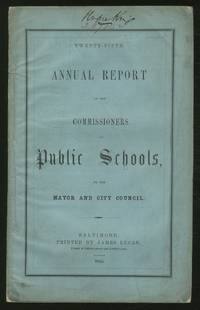 TWENTY-FIFTH
ANNUAL REPORT
OF THE
COMMISSIONERS
OF
Public Schools,
TO THE
MAYOR AND CITY COUNCIL.
BALTIMORE:
PRINTED BY JAMES LUCAS,